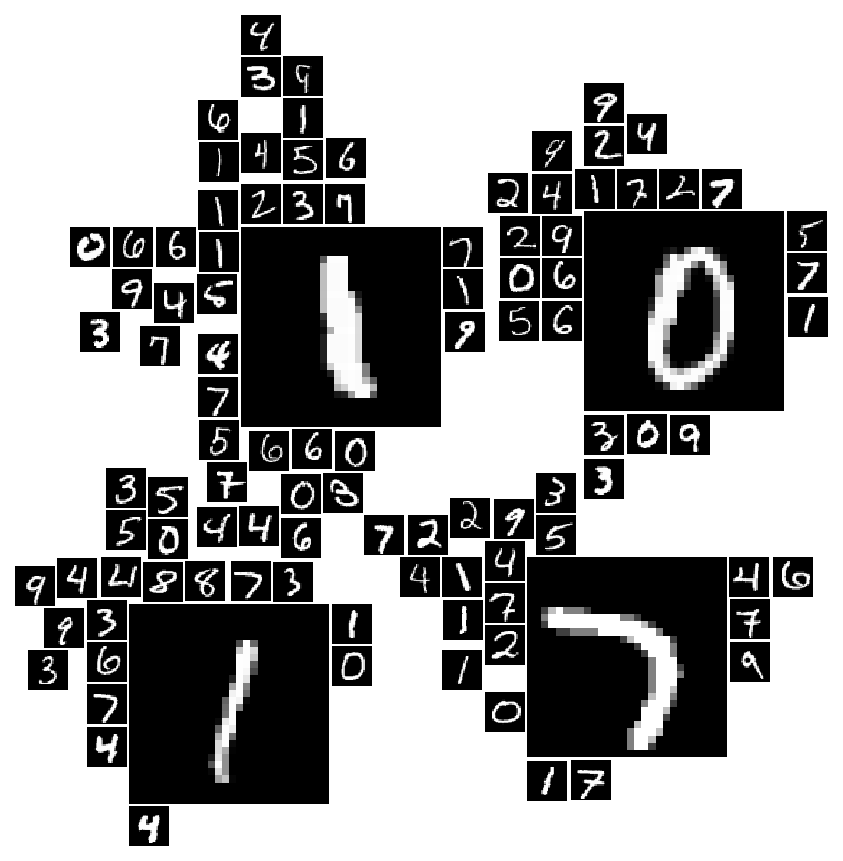 4
3 9
9
6 1
2 4
1 4 5 6
9
2 4 1 7 2 7
1 2 3 7
2 9 5
0 6 6 1 7
0 6 7
9 4 5 1
5 6 1
3 7 4 9
1
0
7
5 6 6 0
3 0 9
7 0 3
3
3 5
3
5 0 4 4 6
7 2 2 9 5
9 4 4 8 8 7 3
4 1 4 4 6
9 3 1
1 7 7
3 6 0
1 2 9
7
0
4
1
7
1 7
4